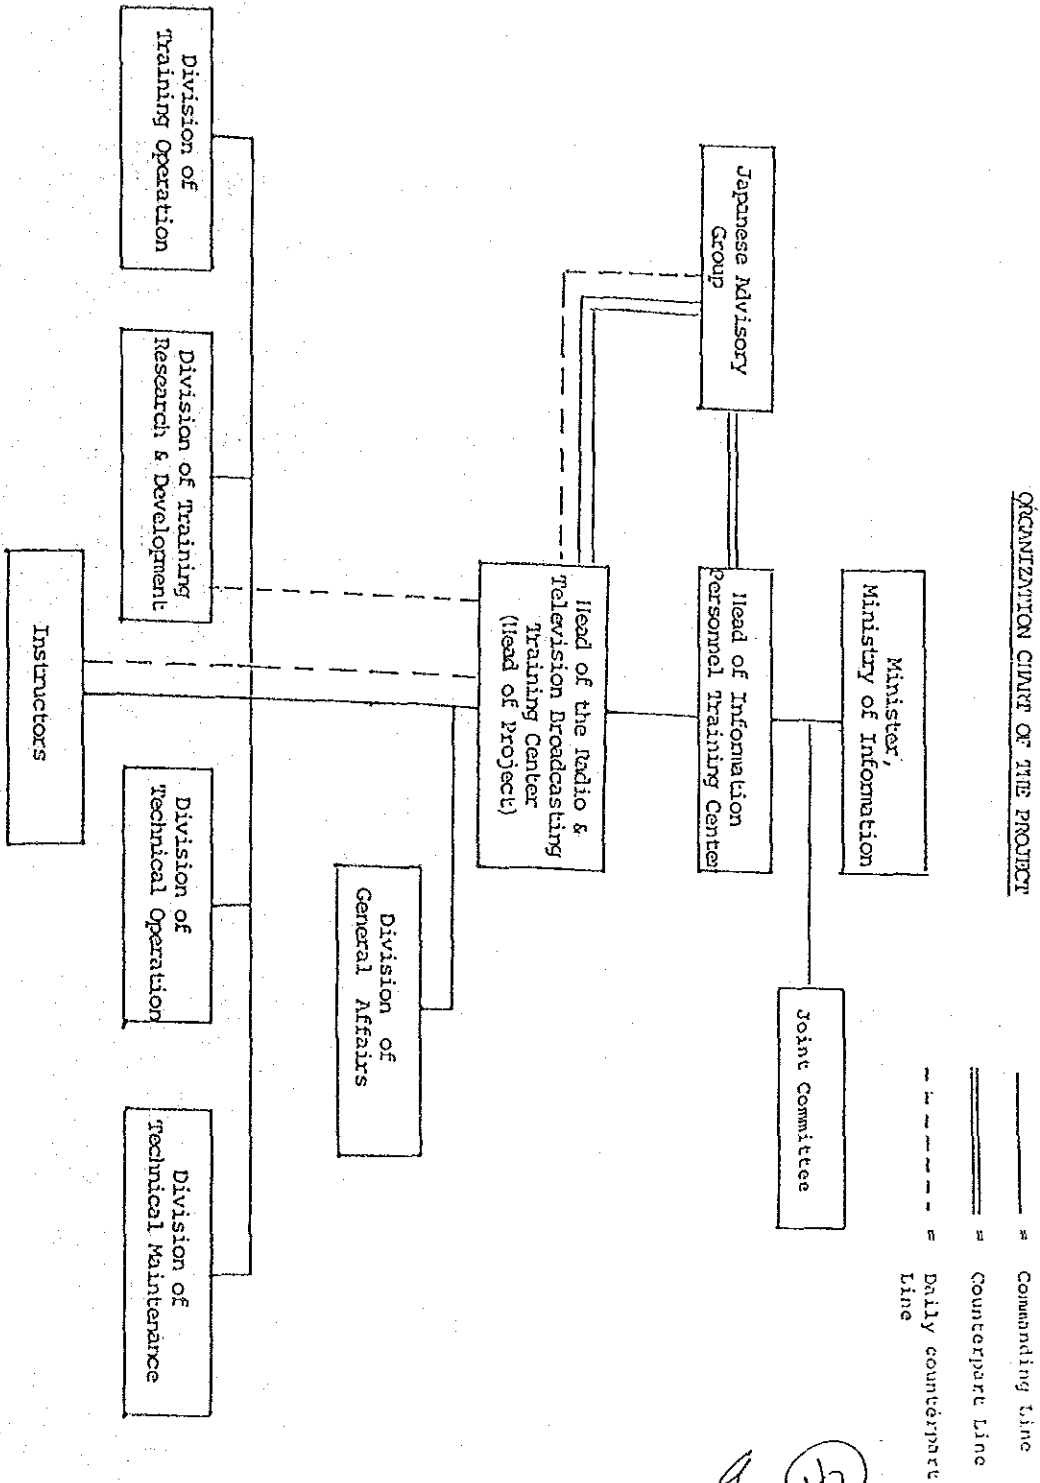 ORGANIZATION CHART OF THE PROJECT
= Commanding Line
= Counterpart Line
= Daily counterpart
Line
Minister,
Ministry of Information
Joint Committee
Head of Information
Personnel Training Center
Japanese Advisory
Group
Head of the Radio &
Television Broadcasting
Training Center
(Head of Project)
Division of
General Affairs
Division of
Training Operation
Division of Training
Research & Development
Division of
Technical Operation
Division of
Technical Maintenance
Instructors